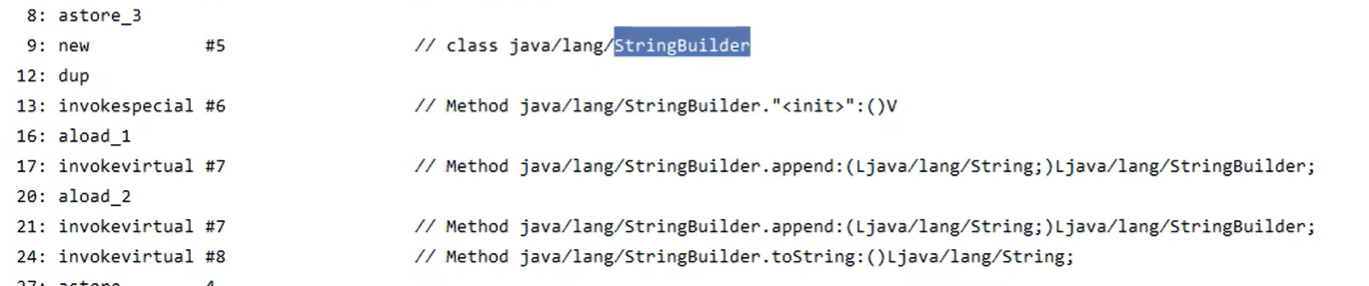 8: astore_3
9: new #5 // class java/lang/StringBuilder
12: dup
13: invokespecial #6 // Method java/lang/StringBuilder."<init>":()V
16: aload_1
17: invokevirtual #7 // Method java/lang/StringBuilder.append:(Ljava/lang/String;)Ljava/lang/StringBuilder;
20: aload_2
21: invokevirtual #7 // Method java/lang/StringBuilder.append:(Ljava/lang/String;)Ljava/lang/StringBuilder;
24: invokevirtual #8 // Method java/lang/StringBuilder.toString:()Ljava/lang/String;
27: astore 4